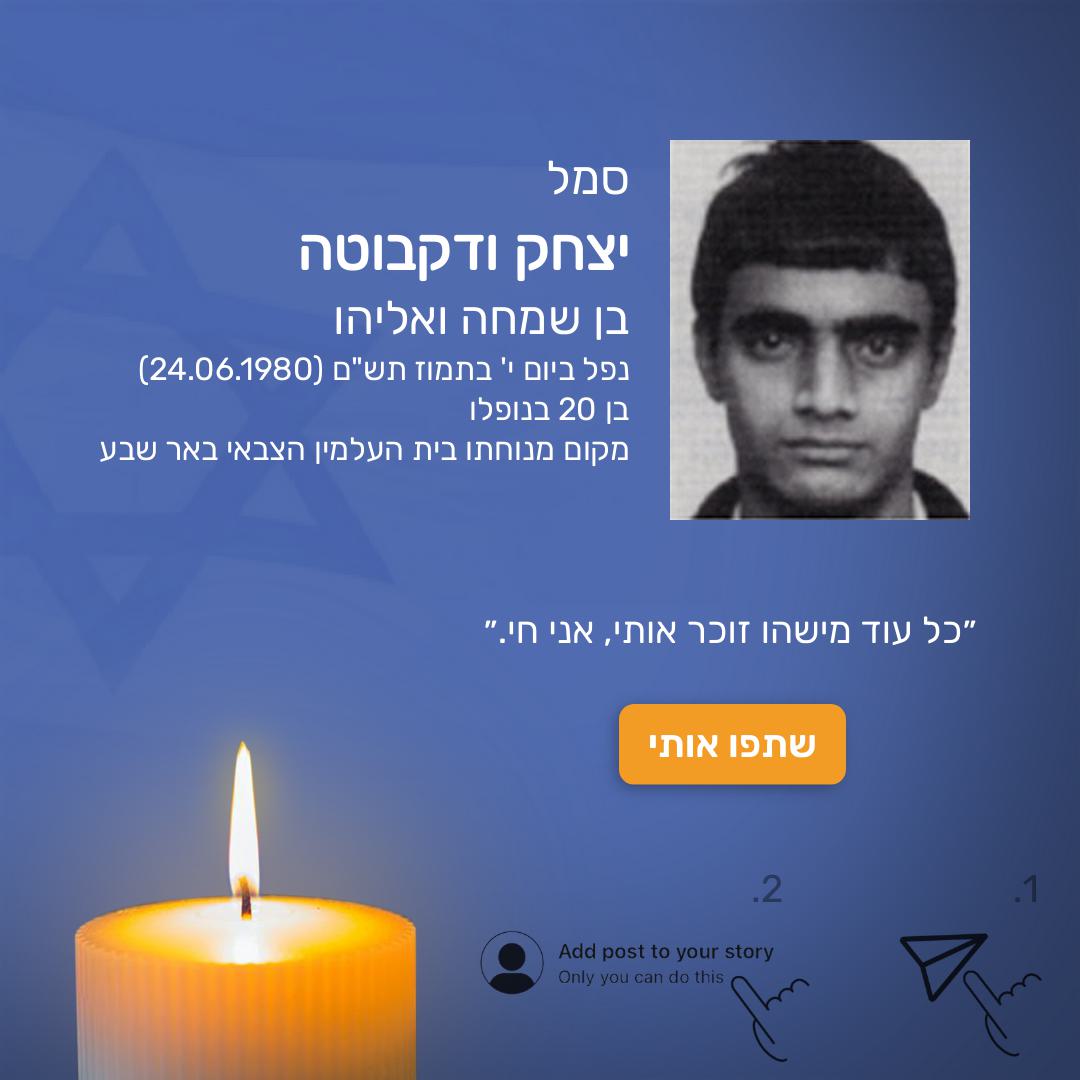 סמל
יצחק ודקבוטה
בן שמחה ואליהו
נפל ביום י' בתמוז תש"ם (24.06.1980)
בן 20 בנופלו
מקום מנוחתו בית העלמין הצבאי באר שבע
״כל עוד מישהו זוכר אותי, אני חי.״
שתפו אותי
1.
2.
Add post to your story
Only you can do this